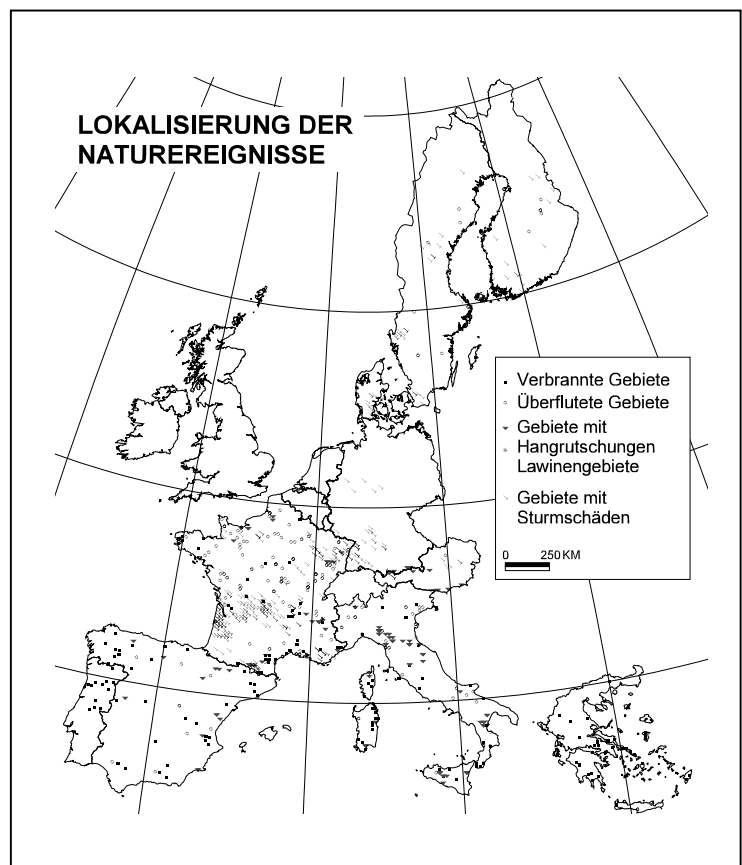 LOKALISIERUNG DER
NATUREREIGNISSE
Verbrannte Gebiete
Überflutete Gebiete
Gebiete mit
Hangrutschungen
Lawinengebiete
Gebiete mit
Sturmschäden
0 250 KM